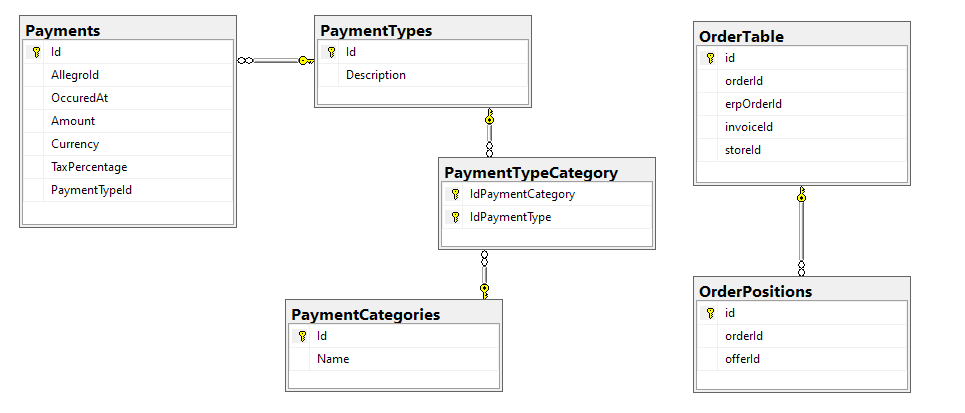 Payments
Id
AllegroId
OccuredAt
Amount
Currency
TaxPercentage
PaymentTypeId
PaymentTypes
Id
Description
PaymentTypeCategory
IdPaymentCategory
IdPaymentType
PaymentCategories
Id
Name
OrderTable
id
orderId
erpOrderId
invoiceId
storeId
OrderPositions
id
orderId
offerId